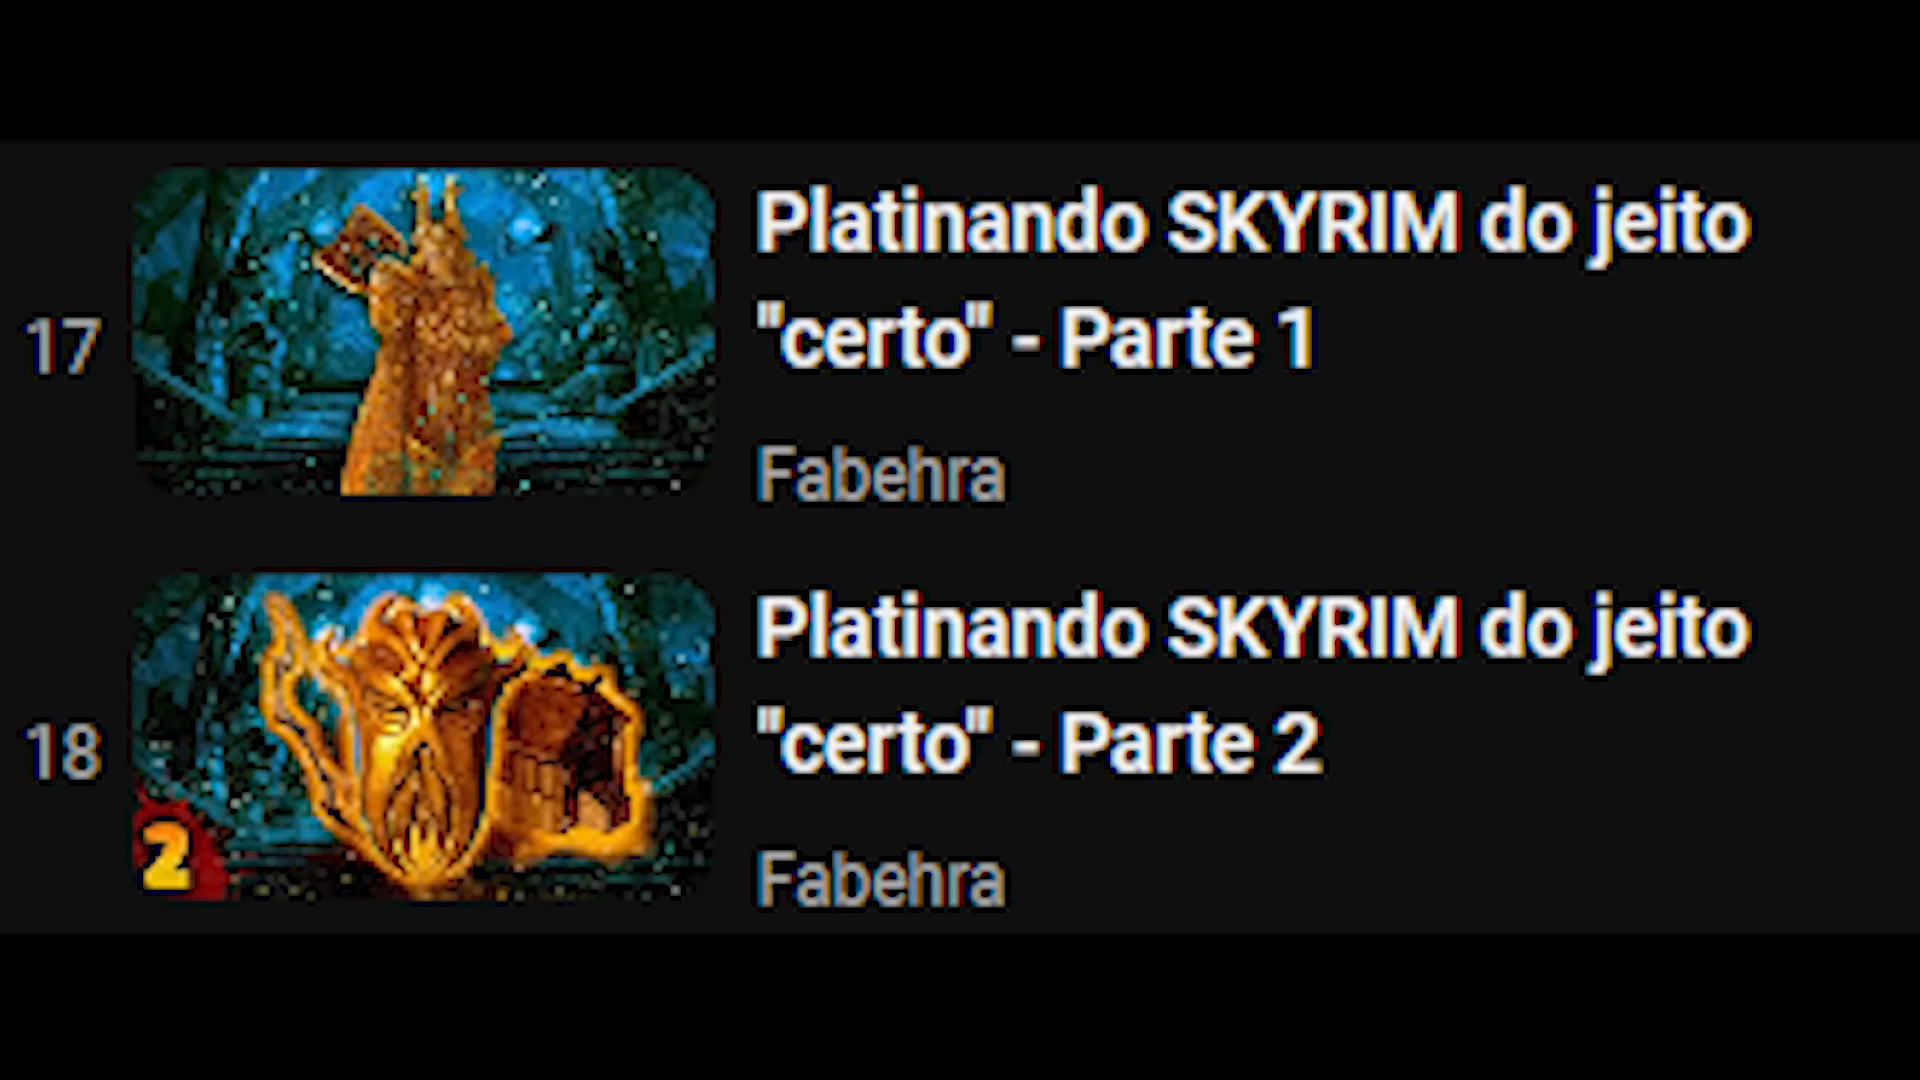 17
Platinando SKYRIM do jeito
"certo" - Parte 1
Fabehra
18
2
Platinando SKYRIM do jeito
"certo" - Parte 2
Fabehra